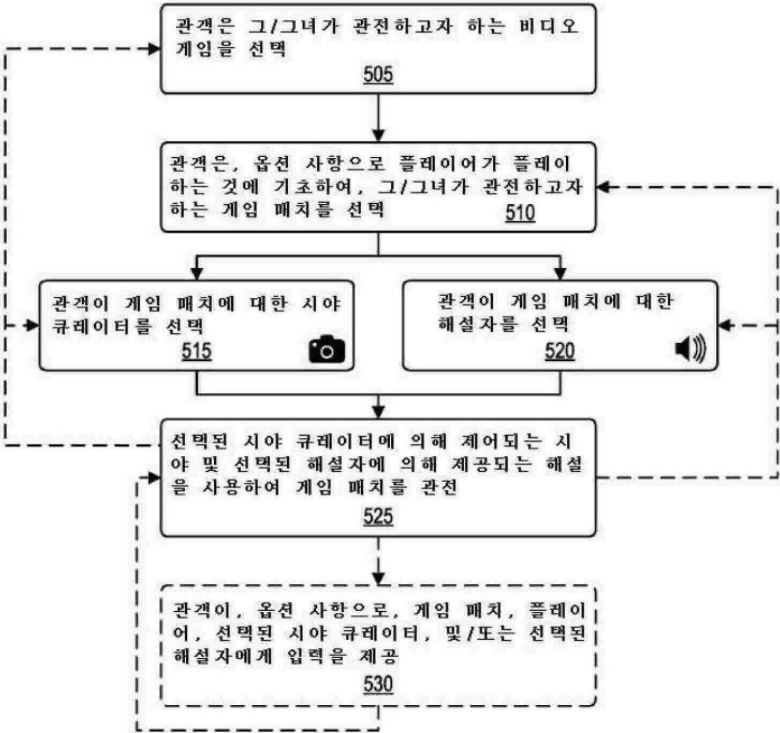 관객은 그/그녀가 관전하고자 하는 비디오
게임을 선택
505
관객은, 옵션 사항으로 플레이어가 플레이
하는 것에 기초하여, 그/그녀가 관전하고자
하는 게임 패치를 선택
510
관객이 게임 패치에 대한 시야
큐레이터를 선택
515
관객이 게임 패치에 대한
해설자를 선택
520
선택된 시야 큐레이터에 의해 제어되는 시
야 및 선택된 해설자에 의해 제공되는 해설
을 사용하여 게임 패치를 관전
525
관객이, 옵션 사항으로, 게임 패치, 플레이
어, 선택된 시야 큐레이터, 및/또는 선택된
해설자에게 입력을 제공
530